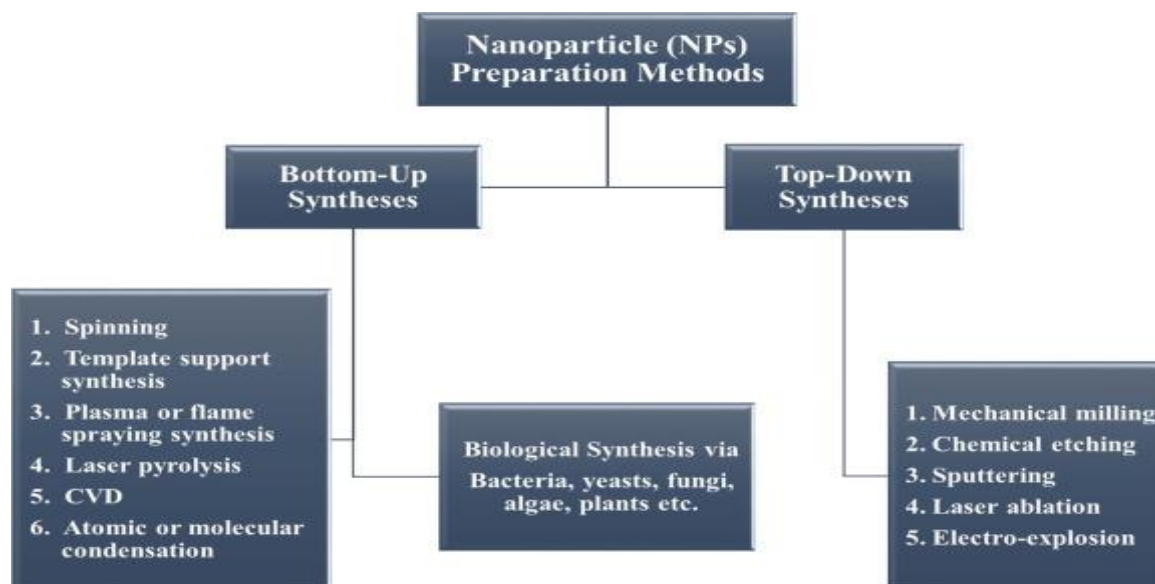 Nanoparticle (NPs)
Preparation Methods
Bottom-Up
Syntheses
Top-Down
Syntheses
1. Spinning
2. Template support
synthesis
3. Plasma or flame
spraying synthesis
4. Laser pyrolysis
5. CVD
6. Atomic or molecular
condensation
Biological Synthesis via
Bacteria, yeasts, fungi,
algae, plants etc.
1. Mechanical milling
2. Chemical etching
3. Sputtering
4. Laser ablation
5. Electro-explosion